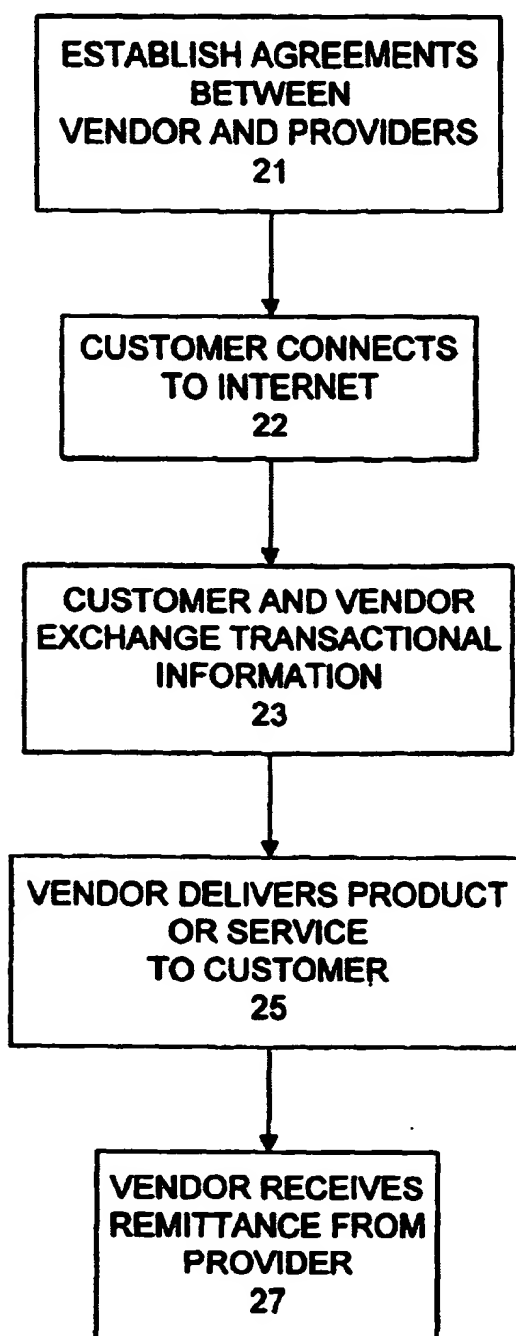 ESTABLISH AGREEMENTS
BETWEEN
VENDOR AND PROVIDERS
21
CUSTOMER CONNECTS
TO INTERNET
22
CUSTOMER AND VENDOR
EXCHANGE TRANSACTIONAL
INFORMATION
23
VENDOR DELIVERS PRODUCT
OR SERVICE
TO CUSTOMER
25
VENDOR RECEIVES
REMITTANCE FROM
PROVIDER
27